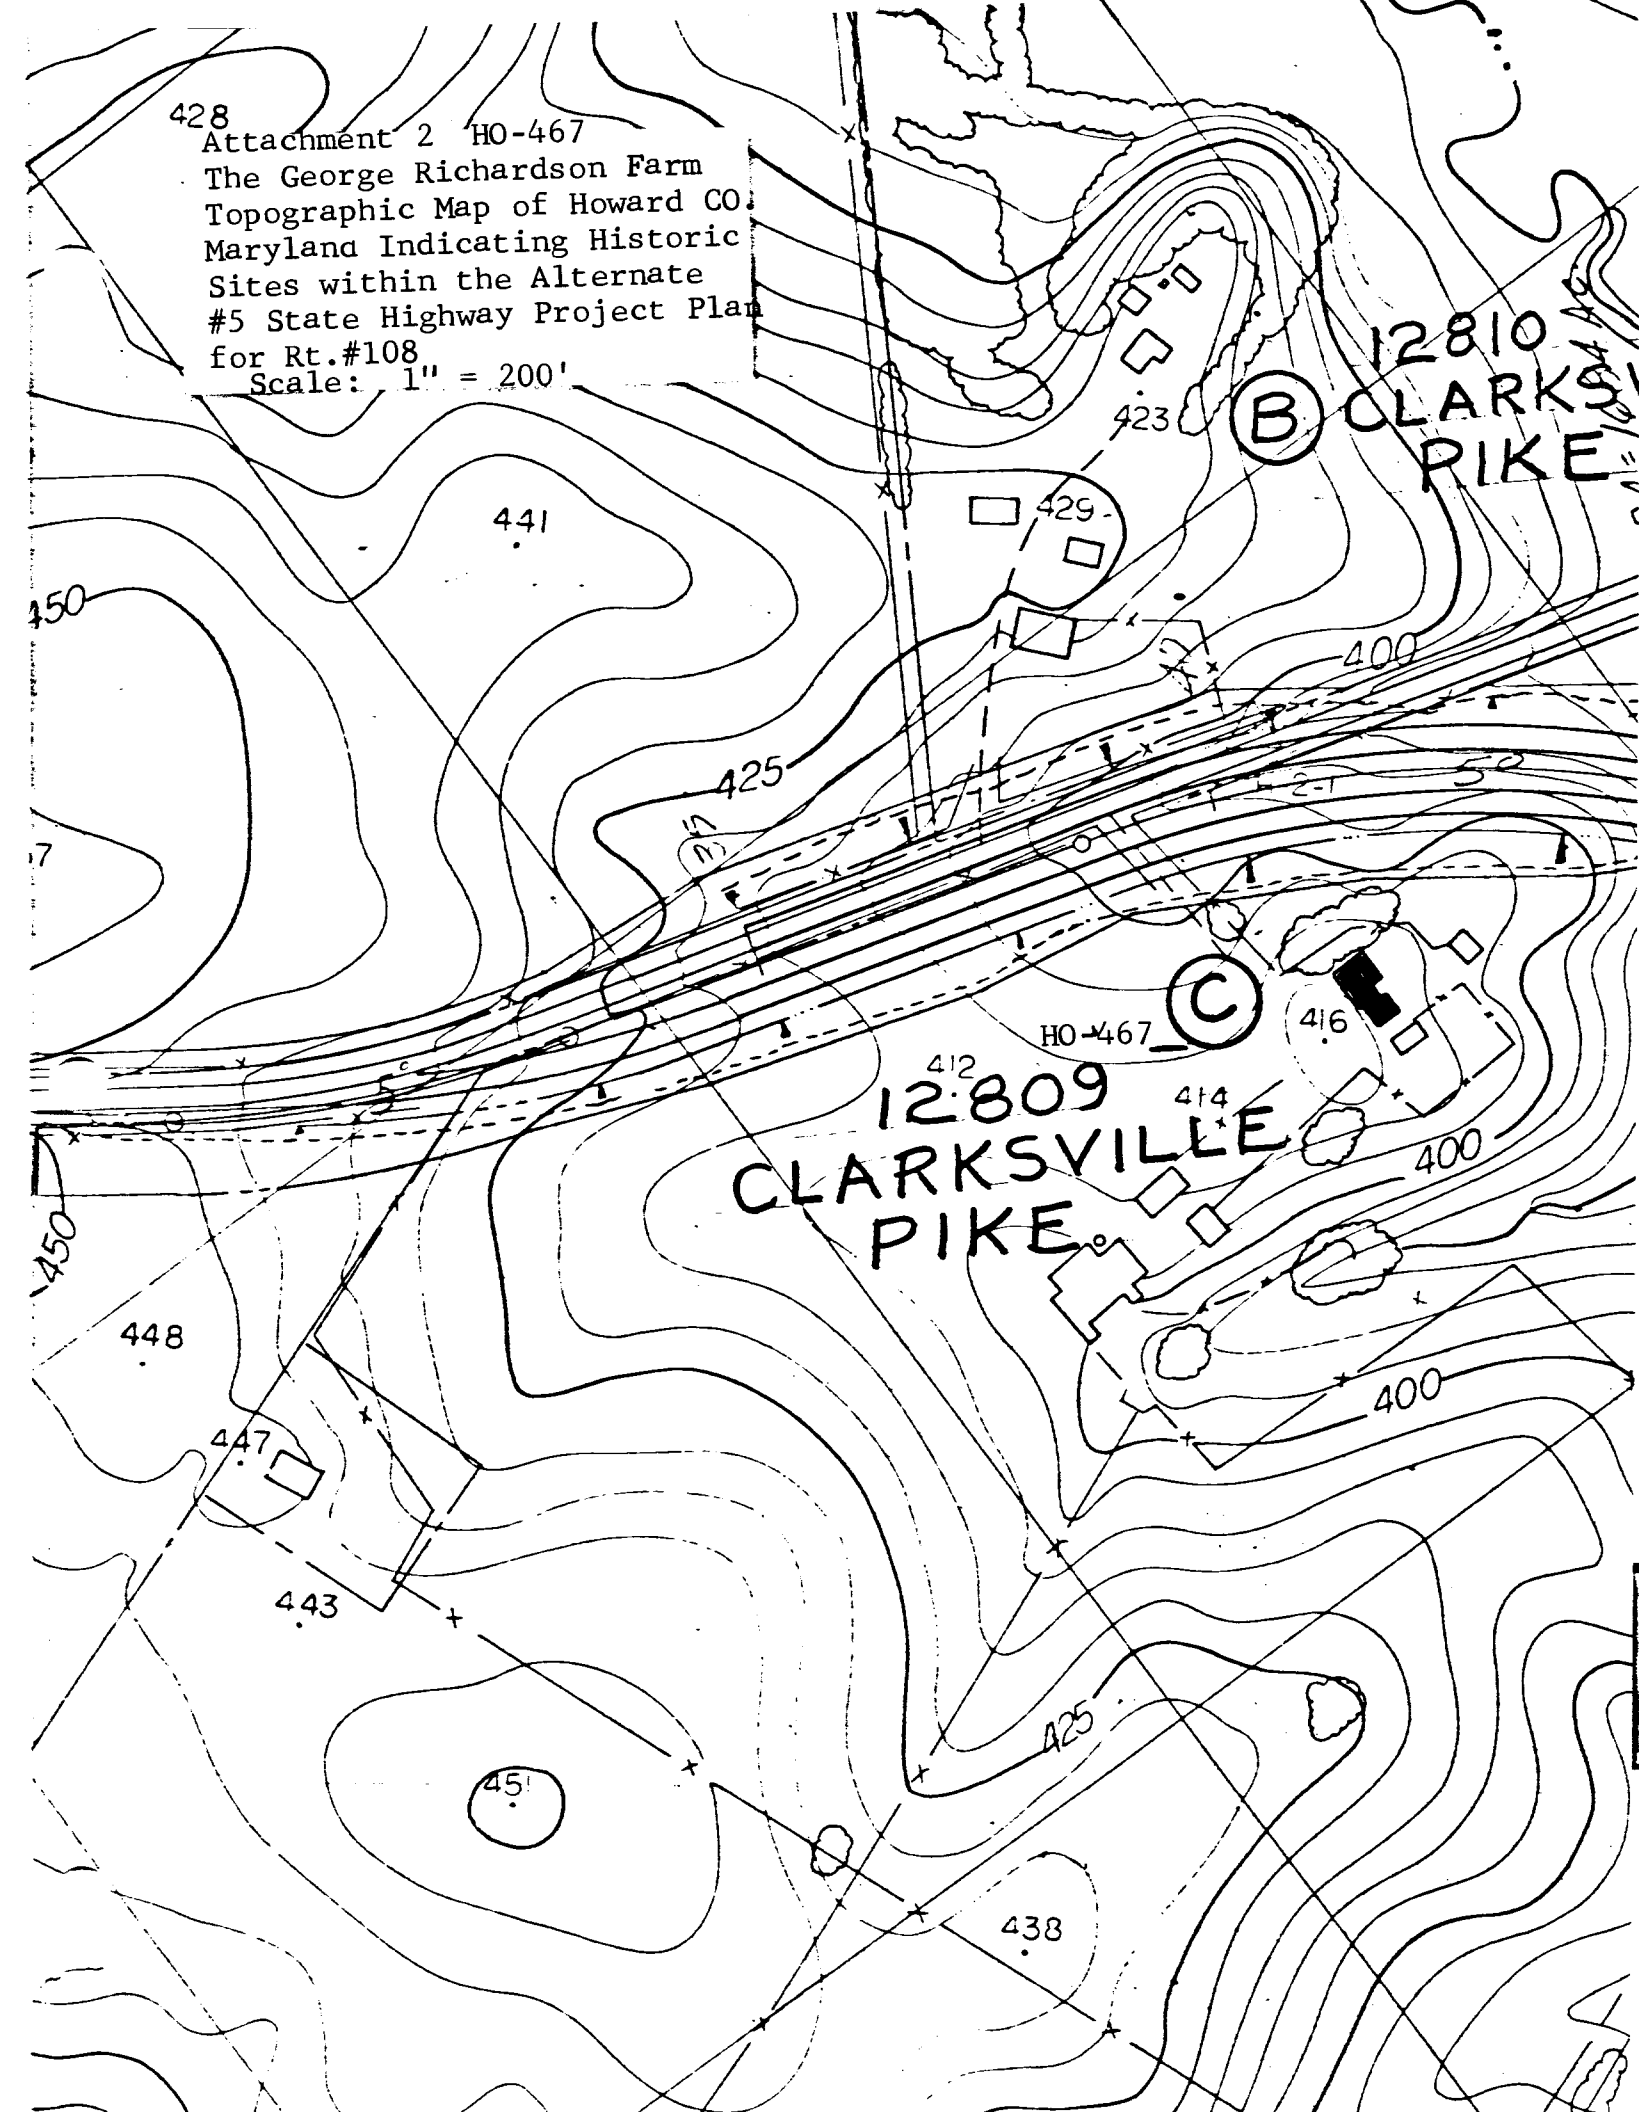 428
Attachment 2 HO-467
The George Richardson Farm
Topographic Map of Howard CO.
Maryland Indicating Historic
Sites within the Alternate
#5 State Highway Project Plan
for Rt.#108
Scale: 1" = 200'
12810
CLARKSV
PIKE
B
423
441
429
450
400
425
50
C
HO-467
416
412
414
12809
CLARKSVILLE
PIKE
400
450
448
400
447
443
425
451
438